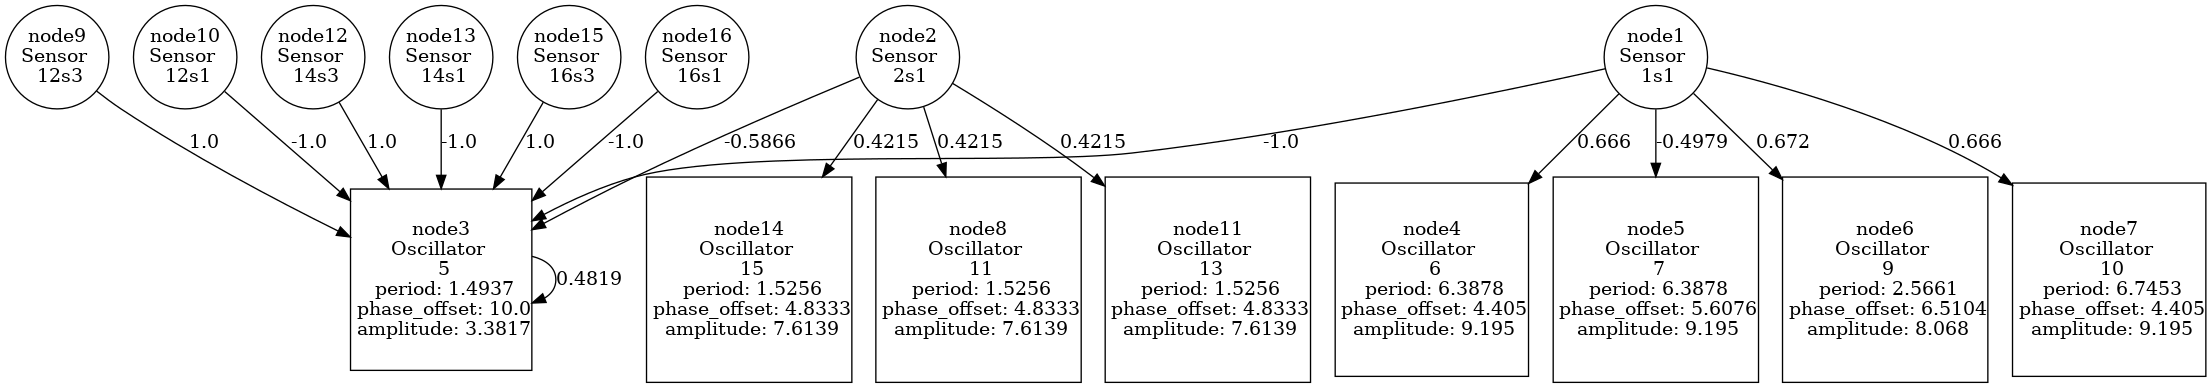 node9
Sensor
12s3
node10
Sensor
12s1
node12
Sensor
14s3
node13
Sensor
14s1
node15
Sensor
16s3
node16
Sensor
16s1
node2
Sensor
2s1
node1
Sensor
1s1
1.0
-1.0
1.0
-1.0
1.0
-1.0
-0.5866
0.4215
0.4215
0.4215
-1.0
0.666
-0.4979
0.672
0.666
node3
Oscillator
5
period: 1.4937
phase_offset: 10.0
amplitude: 3.3817
0.4819
node14
Oscillator
15
period: 1.5256
phase_offset: 4.8333
amplitude: 7.6139
node8
Oscillator
11
period: 1.5256
phase_offset: 4.8333
amplitude: 7.6139
node11
Oscillator
13
period: 1.5256
phase_offset: 4.8333
amplitude: 7.6139
node4
Oscillator
6
period: 6.3878
phase_offset: 4.405
amplitude: 9.195
node5
Oscillator
7
period: 6.3878
phase_offset: 5.6076
amplitude: 9.195
node6
Oscillator
9
period: 2.5661
phase_offset: 6.5104
amplitude: 8.068
node7
Oscillator
10
period: 6.7453
phase_offset: 4.405
amplitude: 9.195